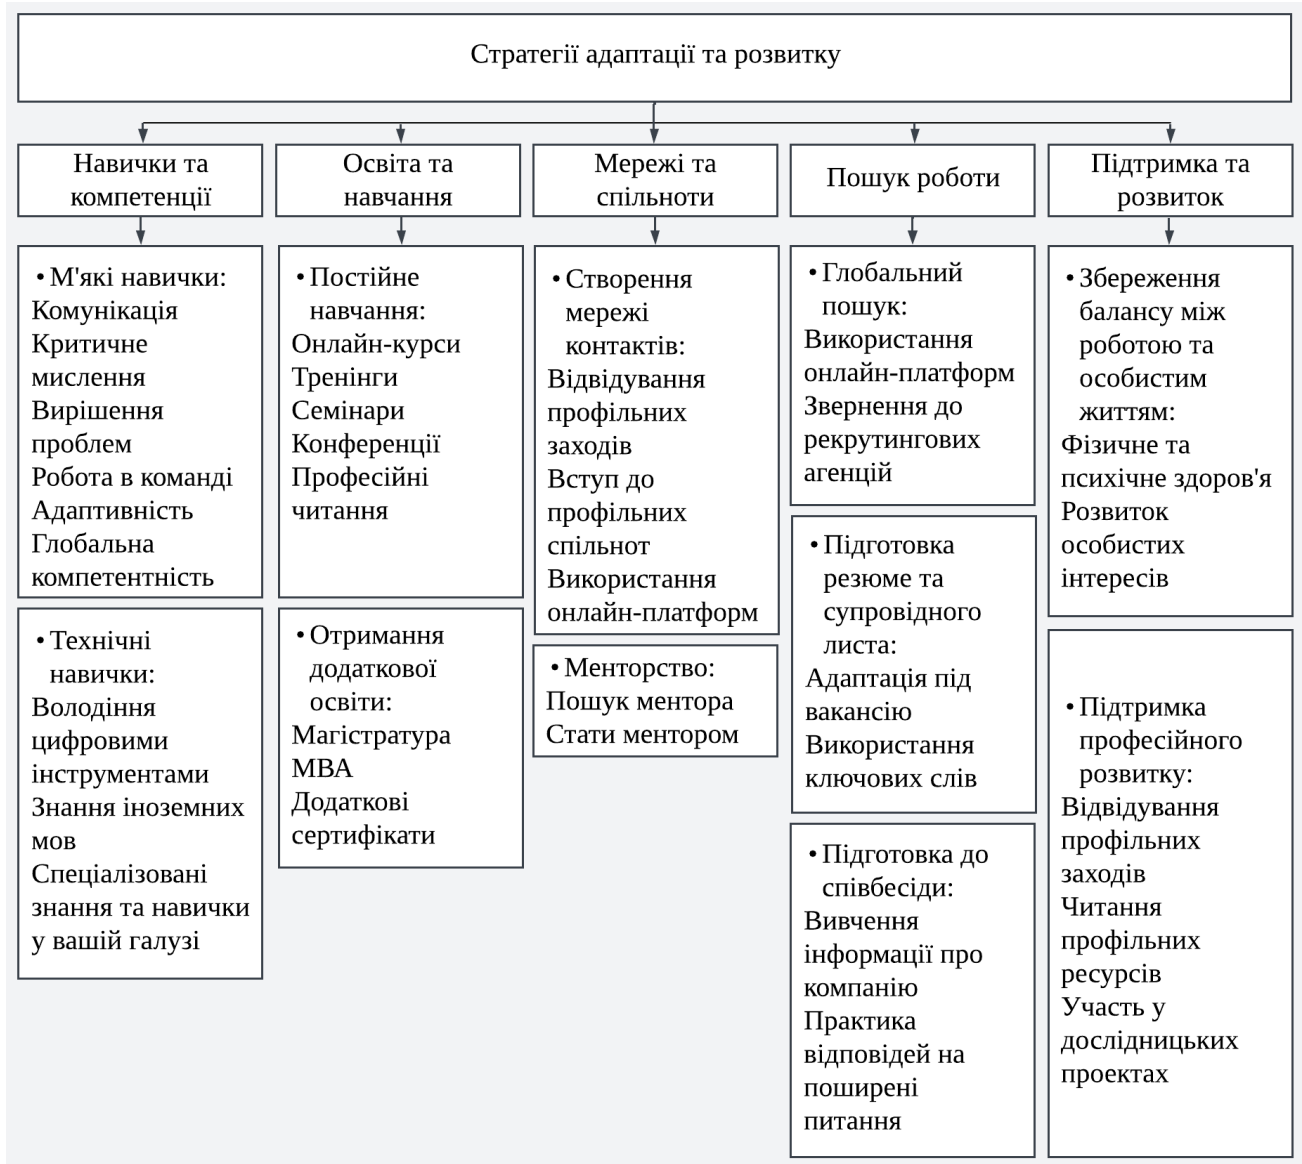 Стратегії адаптації та розвитку
Навички та
компетенції
Освіта та
навчання
Мережі та
спільноти
Пошук роботи
Підтримка та
розвиток
• М'які навички:
Комунікація
Критичне
мислення
Вирішення
проблем
Робота в команді
Адаптивність
Глобальна
компетентність
• Технічні
навички:
Володіння
цифровими
інструментами
Знання іноземних
мов
Спеціалізовані
знання та навички
у вашій галузі
• Постійне
навчання:
Онлайн-курси
Тренінги
Семінари
Конференції
Професійні
читання
• Отримання
додаткової
освіти:
Магістратура
МВА
Додаткові
сертифікати
• Створення
мережі
контактів:
Відвідування
профільних
заходів
Вступ до
профільних
спільнот
Використання
онлайн-платформ
• Менторство:
Пошук ментора
Стати ментором
• Глобальний
пошук:
Використання
онлайн-платформ
Звернення до
рекрутингових
агенцій
• Підготовка
резюме та
супровідного
листа:
Адаптація під
вакансію
Використання
ключових слів
• Підготовка до
співбесіди:
Вивчення
інформації про
компанію
Практика
відповідей на
поширені
питання
• Збереження
балансу між
роботою та
особистим
життям:
Фізичне та
психічне здоров'я
Розвиток
особистих
інтересів
• Підтримка
професійного
розвитку:
Відвідування
профільних
заходів
Читання
профільних
ресурсів
Участь у
дослідницьких
проектах